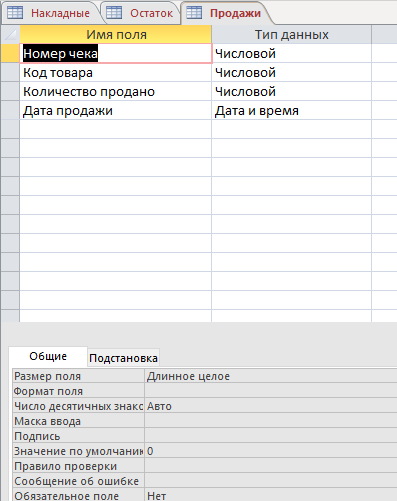 Накладные Остаток Продажи
Имя поля Тип данных
Номер чека Числовой
Код товара Числовой
Количество продано Числовой
Дата продажи Дата и время
Общие Подстановка
Размер поля Длинное целое
Формат поля
Число десятичных знако Авто
Маска ввода
Подпись
Значение по умолчани 0
Правило проверки
Сообщение об ошибке
Обязательное поле Нет